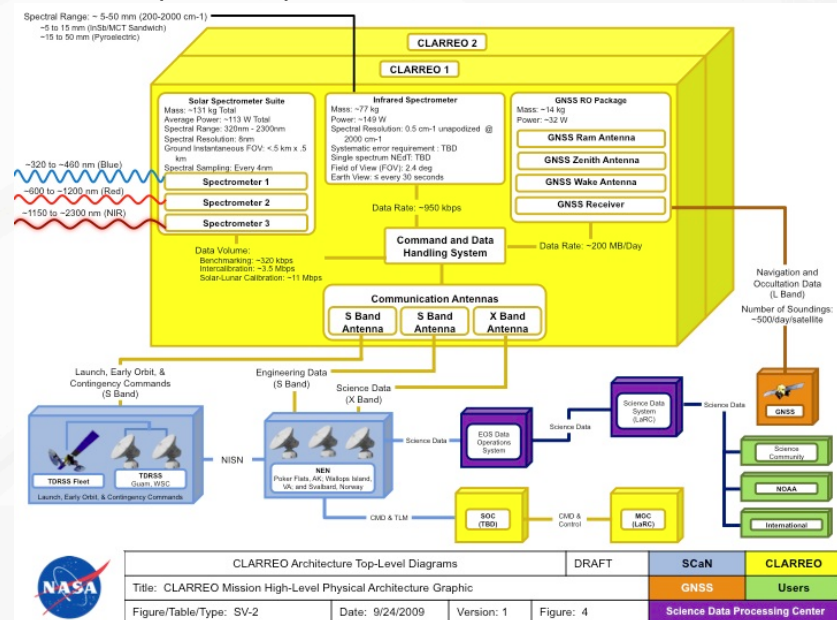 Spectral Range: ~ 5-50 mm (200-2000 cm-1)
~5 to 15 mm (InSb/MCT Sandwich)
~15 to 50 mm (Pyroelectric)
CLARREO 2
CLARREO 1
Solar Spectrometer Suite
Mass: ~131 kg Total
Average Power: ~113 W Total
Spectral Range: 320nm - 2300nm
Spectral Resolution: 8nm
Ground Instantaneous FOV: <.5 km x .5
km
Spectral Sampling: Every 4nm
Spectrometer 1
Spectrometer 2
Spectrometer 3
~320 to ~460 nm (Blue)
~600 to ~1200 nm (Red)
~1150 to ~2300 nm (NIR)
Data Volume:
Benchmarking: ~320 kbps
Intercalibration: ~3.5 Mbps
Solar-Lunar Calibration: ~11 Mbps
Infrared Spectrometer
Mass: ~77 kg
Power: ~149 W
Spectral Resolution: 0.5 cm-1 unapodized @
2000 cm-1
Systematic error requirement : TBD
Single spectrum NEdT: TBD
Field of View (FOV): 2.4 deg
Earth View: ≤ every 30 seconds
Data Rate: ~950 kbps
GNSS RO Package
Mass: ~14 kg
Power: ~32 W
GNSS Ram Antenna
GNSS Zenith Antenna
GNSS Wake Antenna
GNSS Receiver
Data Rate: ~200 MB/Day
Command and Data
Handling System
Communication Antennas
S Band
Antenna
S Band
Antenna
X Band
Antenna
Navigation and
Occultation Data
(L Band)
Number of Soundings:
~500/day/satellite
Launch, Early Orbit, &
Contingency Commands
(S Band)
Engineering Data
(S Band)
Science Data
(X Band)
TDRSS Fleet
TDRSS
Guam, WSC
Launch, Early Orbit, & Contingency Commands
NISN
NEN
Poker Flats, AK; Wallops Island,
VA; and Svalbard, Norway
Science Data
EOS Data
Operations
System
Science Data
Science Data
System
(LaRC)
Science Data
GNSS
Science
Community
NOAA
International
CMD & TLM
SOC
(TBD)
CMD &
Control
MOC
(LaRC)
NASA
CLARREO Architecture Top-Level Diagrams
DRAFT
SCaN
CLARREO
Title: CLARREO Mission High-Level Physical Architecture Graphic
GNSS
Users
Figure/Table/Type: SV-2
Date: 9/24/2009
Version: 1
Figure: 4
Science Data Processing Center